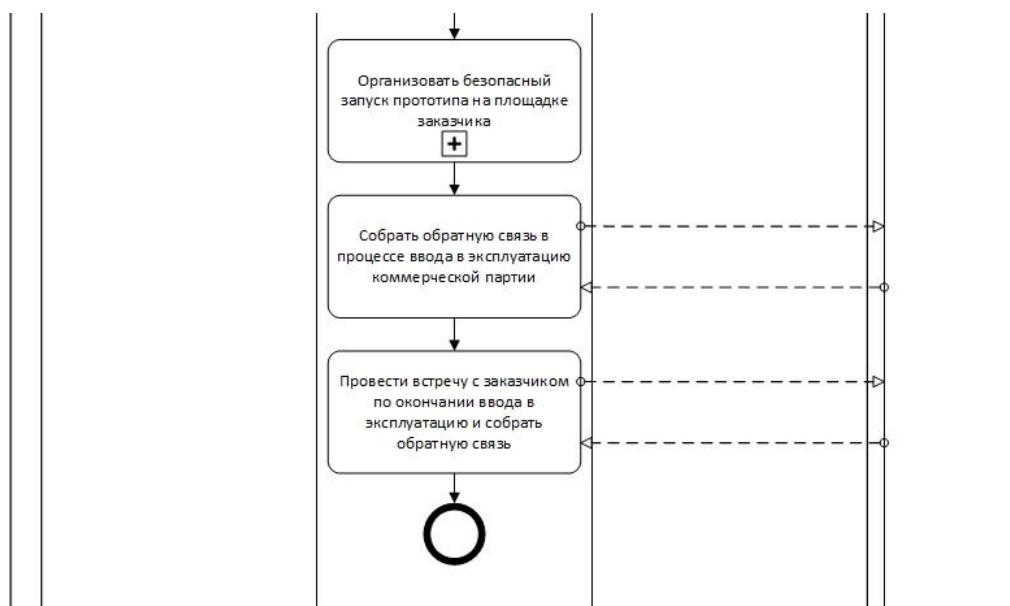 Организовать безопасный
запуск прототипа на площадке
заказчика
Собрать обратную связь в
процессе ввода в эксплуатацию
коммерческой партии
Провести встречу с заказчиком
по окончании ввода в
эксплуатацию и собрать
обратную связь